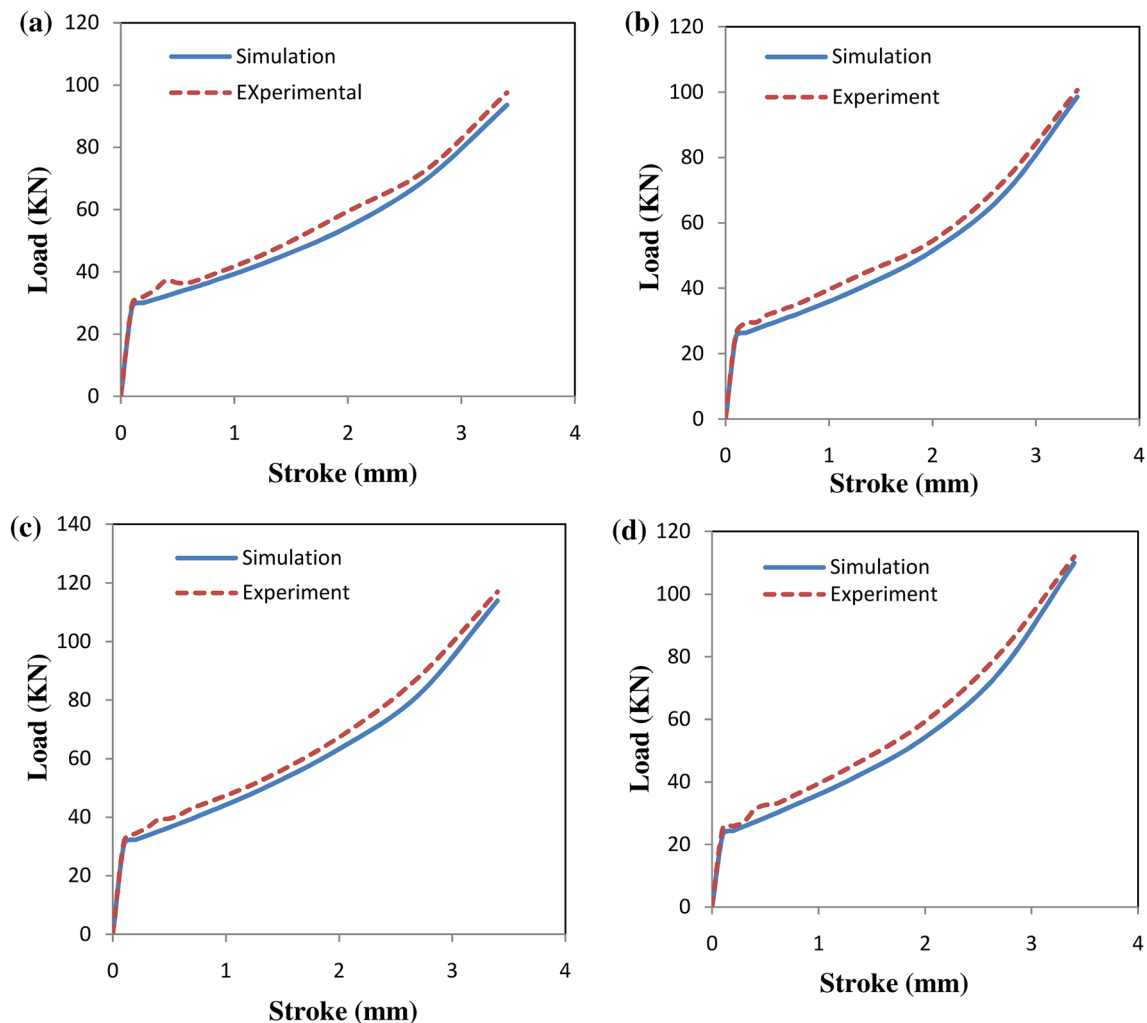 (a)
120
100
80
60
40
20
0
Load (KN)
Simulation
EXperimental
0 1 2 3 4
Stroke (mm)
(b)
120
100
80
60
40
20
0
Load (KN)
Simulation
Experiment
0 1 2 3 4
Stroke (mm)
(c)
140
120
100
80
60
40
20
0
Load (KN)
Simulation
Experiment
0 1 2 3 4
Stroke (mm)
(d)
120
100
80
60
40
20
0
Load (KN)
Simulation
Experiment
0 1 2 3 4
Stroke (mm)